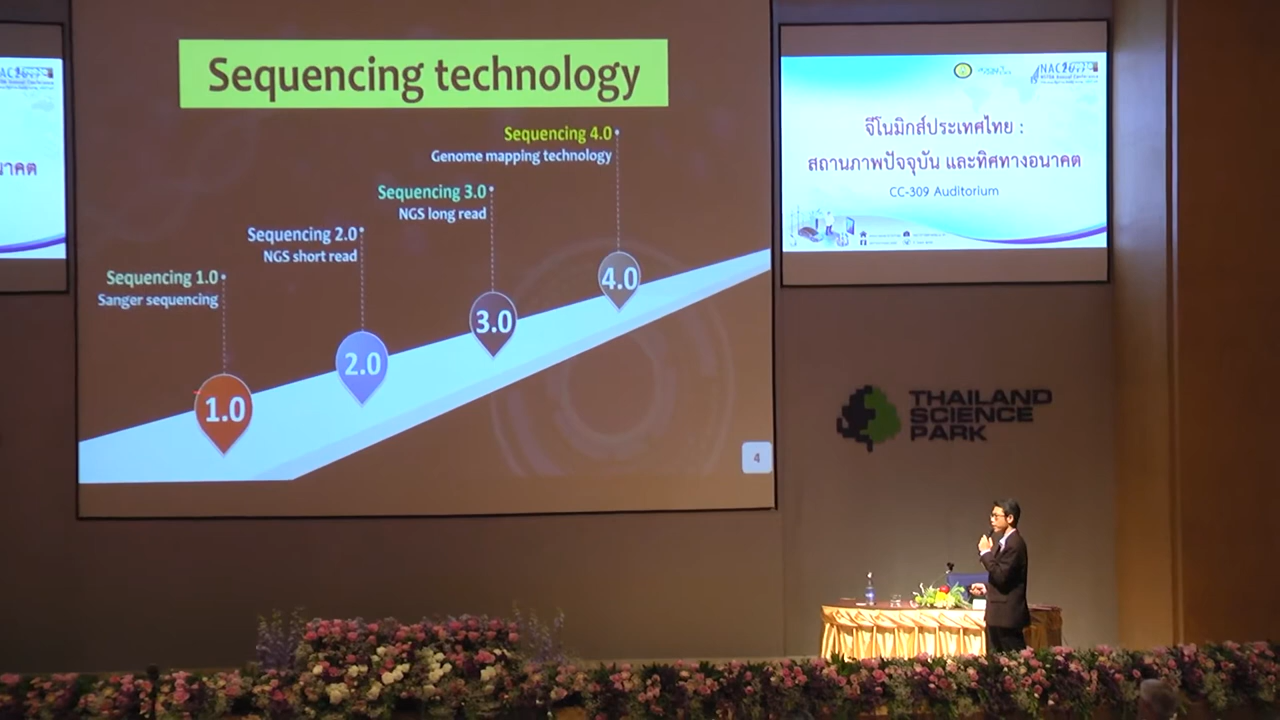 Sequencing technology
Sequencing 4.0
Genome mapping technology
Sequencing 3.0
NGS long read
Sequencing 2.0
NGS short read
Sequencing 1.0
Sanger sequencing
1.0
2.0
3.0
4.0
4
จีโนมิกส์ประเทศไทย :
สถานภาพปัจจุบัน และทิศทางอนาคต
CC-309 Auditorium
THAILAND
SCIENCE
PARK